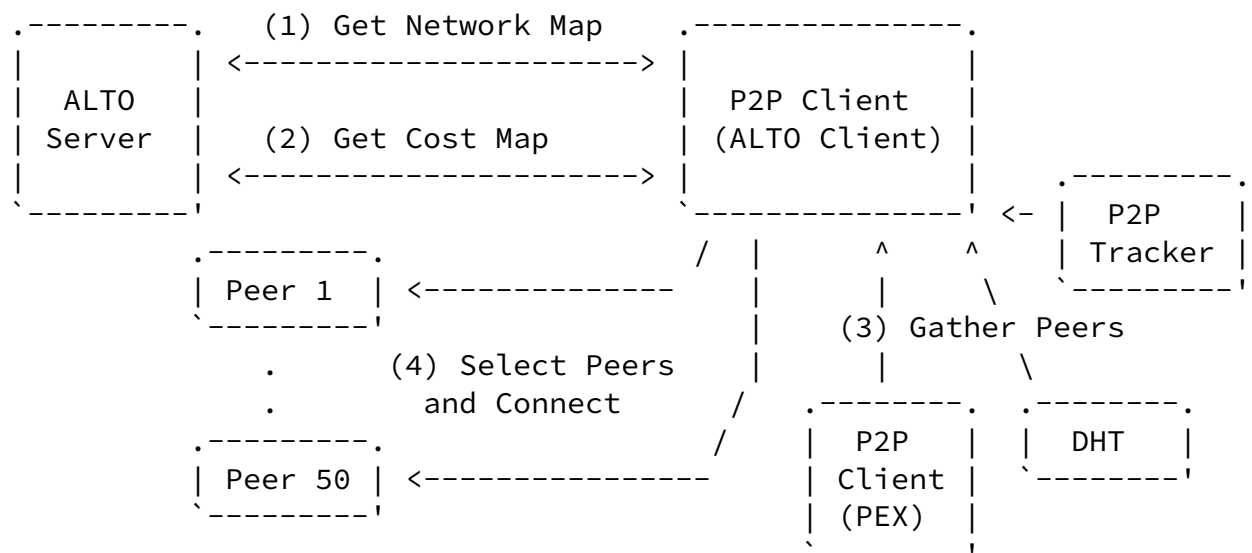 (1) Get Network Map
ALTO
Server
P2P Client
(ALTO Client)
(2) Get Cost Map
P2P
Tracker
Peer 1
(3) Gather Peers
(4) Select Peers
and Connect
Peer 50
P2P
Client
(PEX)
DHT